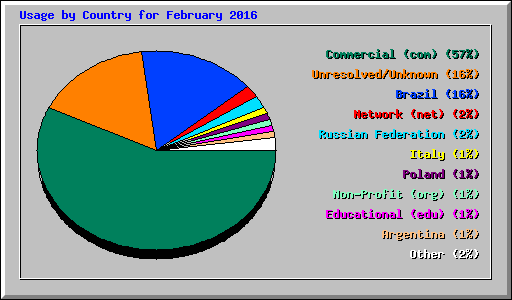 Usage by Country for February 2016
Commercial (com) (57%)
Unresolved/Unknown (16%)
Brazil (16%)
Network (net) (2%)
Russian Federation (2%)
Italy (1%)
Poland (1%)
Non-Profit (org) (1%)
Educational (edu) (1%)
Argentina (1%)
Other (2%)